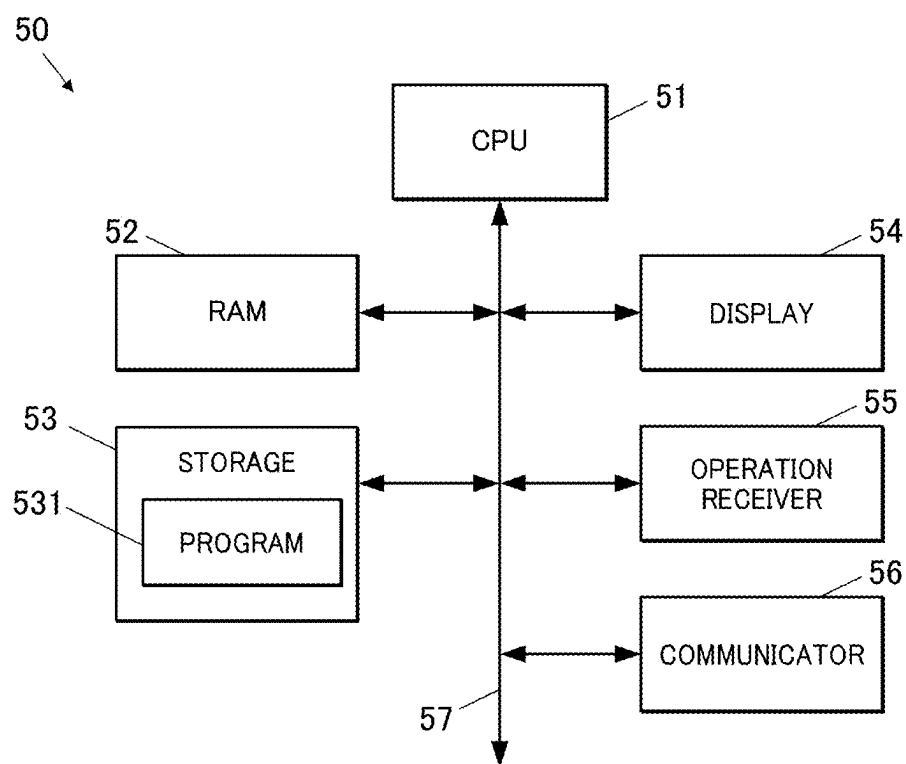 50
51
CPU
52
54
RAM
DISPLAY
53
55
STORAGE
OPERATION
RECEIVER
531
PROGRAM
56
COMMUNICATOR
57